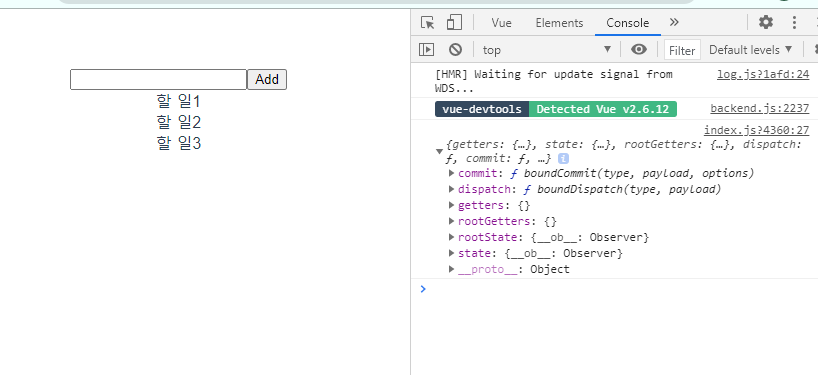 Add
할 일1
할 일2
할 일3
Vue Elements Console »
top Filter Default levels
[HMR] Waiting for update signal from log.js?1afd:24
WDS...
vue-devtools Detected Vue v2.6.12 backend.js:2237
index.js?4360:27
{getters: {…}, state: {…}, rootGetters: {…}, dispatch:
ƒ, commit: ƒ, …} i
commit: ƒ boundCommit(type, payload, options)
dispatch: ƒ boundDispatch(type, payload)
getters: {}
rootGetters: {}
rootState: {__ob__: Observer}
state: {__ob__: Observer}
__proto__: Object